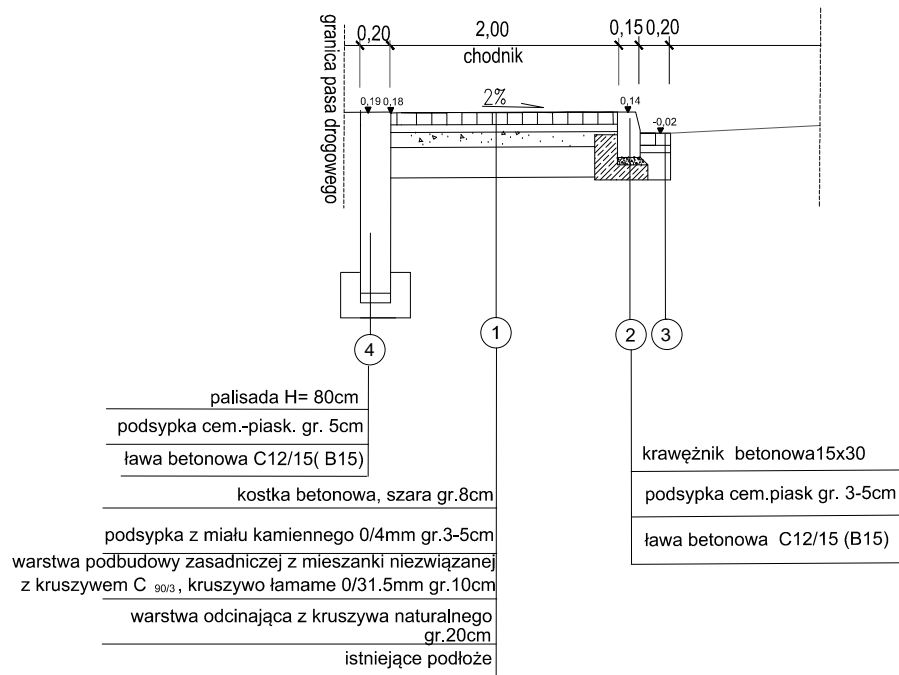 granica pasa drogowego
0,20
2,00
0,15
0,20
chodnik
0,19
0,18
2%
0,14
-0,02
4
1
2
3
palisada H= 80cm
podsypka cem.-piask. gr. 5cm
ława betonowa C12/15( B15)
kostka betonowa, szara gr.8cm
podsypka z miału kamiennego 0/4mm gr.3-5cm
warstwa podbudowy zasadniczej z mieszanki niezwiązanej
z kruszywem C 90/3 , kruszywo łamame 0/31.5mm gr.10cm
warstwa odcinająca z kruszywa naturalnego
gr.20cm
istniejące podłoże
krawężnik betonowa15x30
podsypka cem.piask gr. 3-5cm
ława betonowa C12/15 (B15)